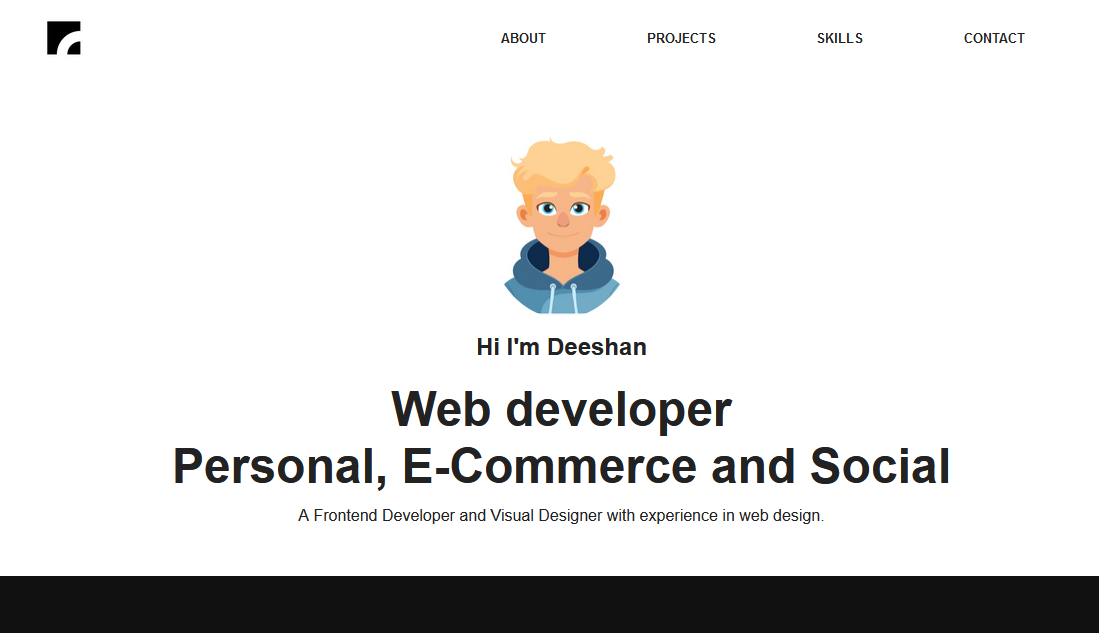 ABOUT PROJECTS SKILLS CONTACT
Hi I'm Deeshan
Web developer
Personal, E-Commerce and Social
A Frontend Developer and Visual Designer with experience in web design.